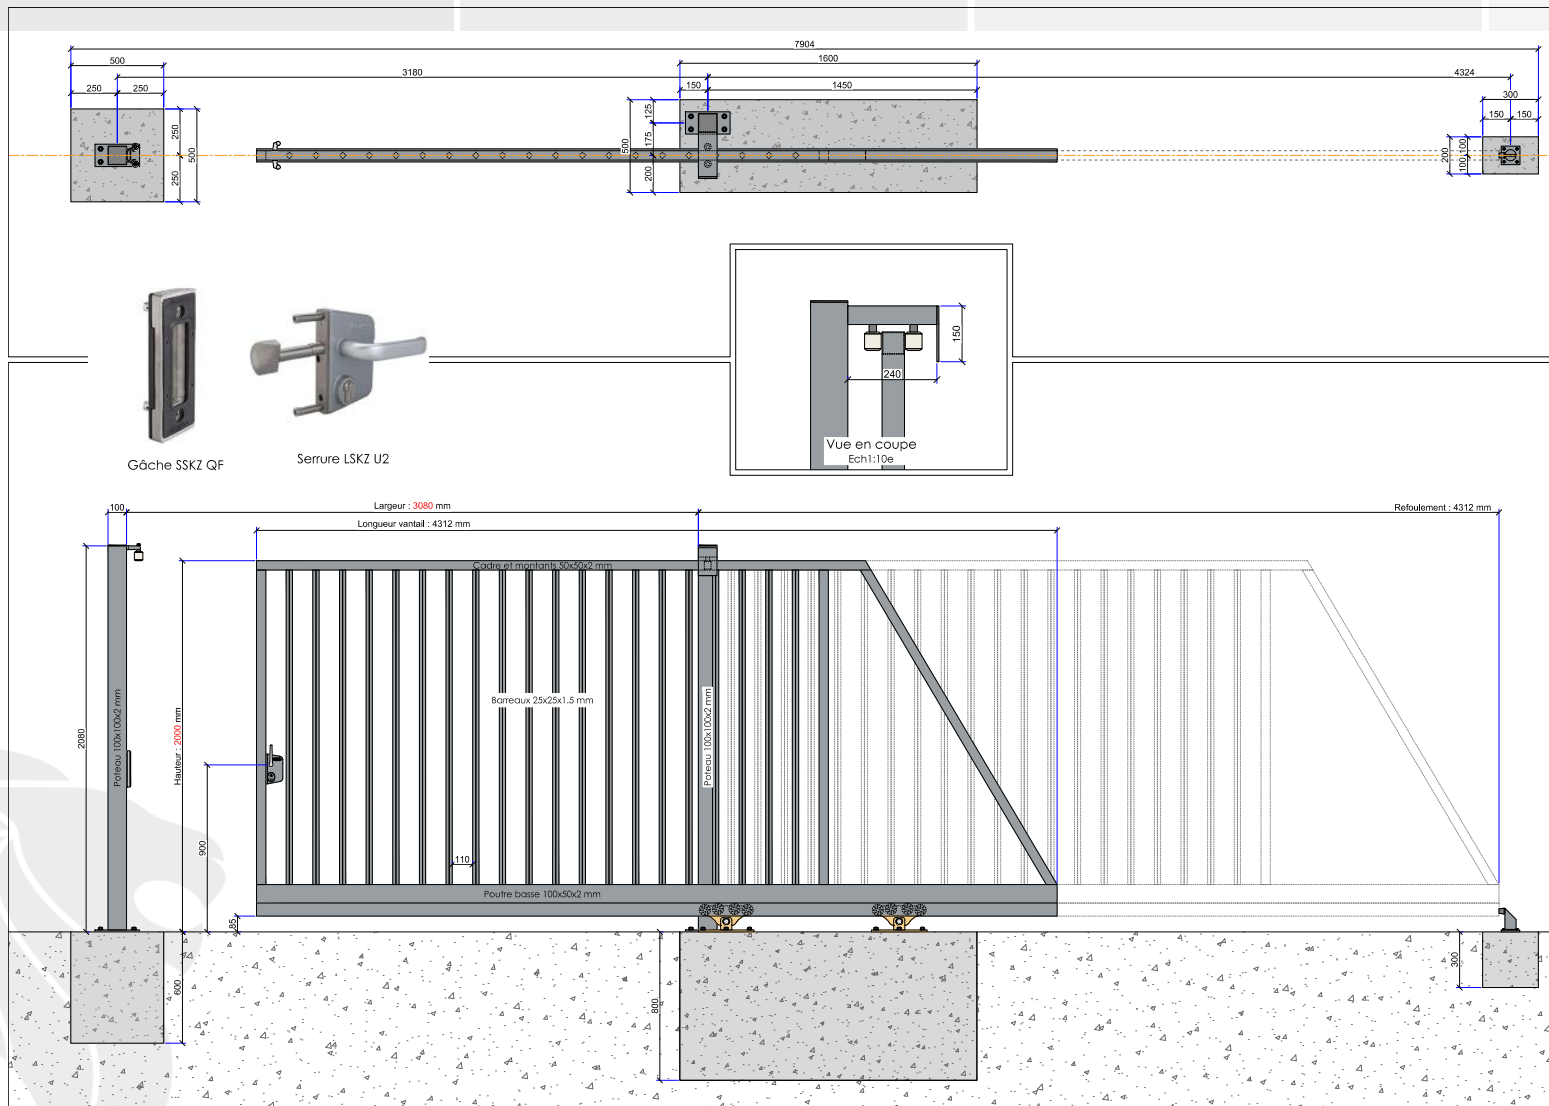 7904
500
1600
3180
4324
250
250
150
1450
300
150
150
125
250
500
175
500
200
100
100
250
200
150
240
Vue en coupe
Ech1:10e
Gâche SSKZ QF
Serrure LSKZ U2
100
Largeur : 3080 mm
Refoulement : 4312 mm
Longueur vantail : 4312 mm
Cadre et montants 50x50x2 mm
Barreaux 25x25x1.5 mm
Poteau 100x100x2 mm
Poteau 100x100x2 mm
2080
Hauteur : 2000 mm
900
110
Poutre basse 100x50x2 mm
85
600
800
300